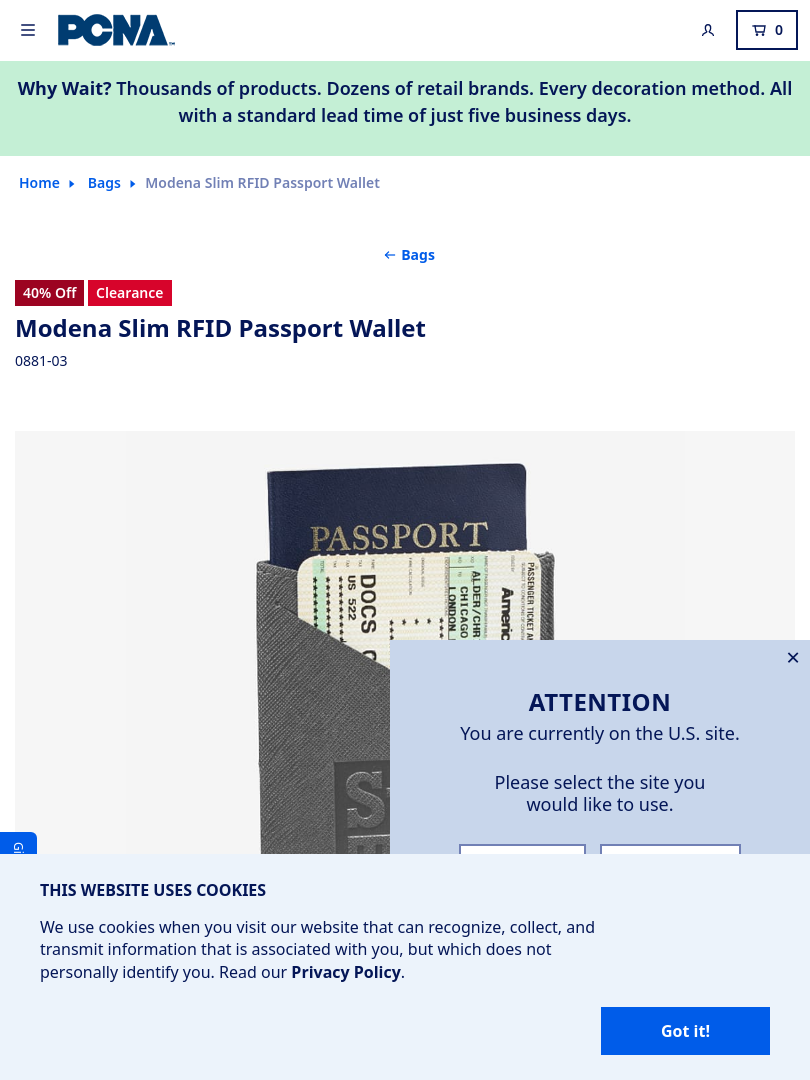 PCNA
0
Why Wait? Thousands of products. Dozens of retail brands. Every decoration method. All
with a standard lead time of just five business days.
Home
Bags
Modena Slim RFID Passport Wallet
Bags
40% Off
Clearance
Modena Slim RFID Passport Wallet
0881-03
PASSPORT
PASSENGER TICKET
ALDER/CHR
CHICAGO
LONDON
DOCS
US 522
ATTENTION
You are currently on the U.S. site.
Please select the site you
would like to use.
THIS WEBSITE USES COOKIES
We use cookies when you visit our website that can recognize, collect, and
transmit information that is associated with you, but which does not
personally identify you. Read our Privacy Policy.
Got it!